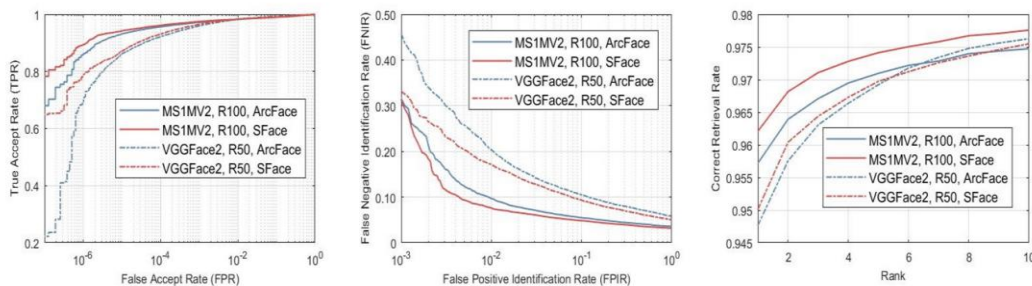 True Accept Rate (TPR)
1
0.8
0.6
0.4
0.2
MS1MV2, R100, ArcFace
MS1MV2, R100, SFace
VGGFace2, R50, ArcFace
VGGFace2, R50, SFace
10^-6
10^-4
10^-2
10^0
False Accept Rate (FPR)
False Negative Identification Rate (FNIR)
0.50
0.40
0.30
0.20
0.10
0
MS1MV2, R100, ArcFace
MS1MV2, R100, SFace
VGGFace2, R50, ArcFace
VGGFace2, R50, SFace
10^-3
10^-2
10^-1
10^0
False Positive Identification Rate (FPIR)
Correct Retrieval Rate
0.98
0.975
0.97
0.965
0.96
0.955
0.95
0.945
MS1MV2, R100, ArcFace
MS1MV2, R100, SFace
VGGFace2, R50, ArcFace
VGGFace2, R50, SFace
2
4
6
8
10
Rank